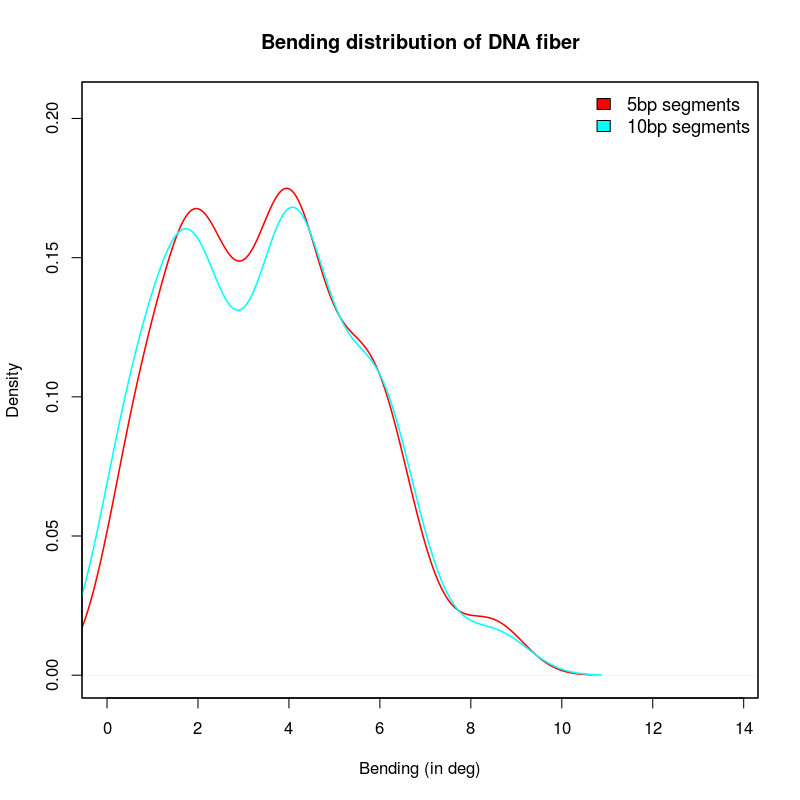 Bending distribution of DNA fiber
5bp segments
10bp segments
Density
0.20
0.15
0.10
0.05
0.00
0 2 4 6 8 10 12 14
Bending (in deg)